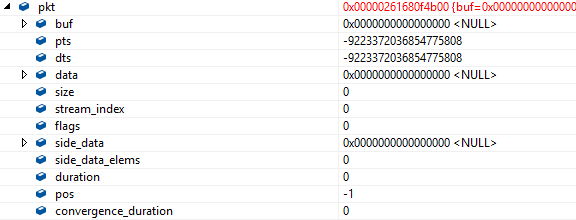 pkt 0x00000261680f4b00 {buf=0x0000000000000
buf 0x0000000000000000 <NULL>
pts -9223372036854775808
dts -9223372036854775808
data 0x0000000000000000 <NULL>
size 0
stream_index 0
flags 0
side_data 0x0000000000000000 <NULL>
side_data_elems 0
duration 0
pos -1
convergence_duration 0